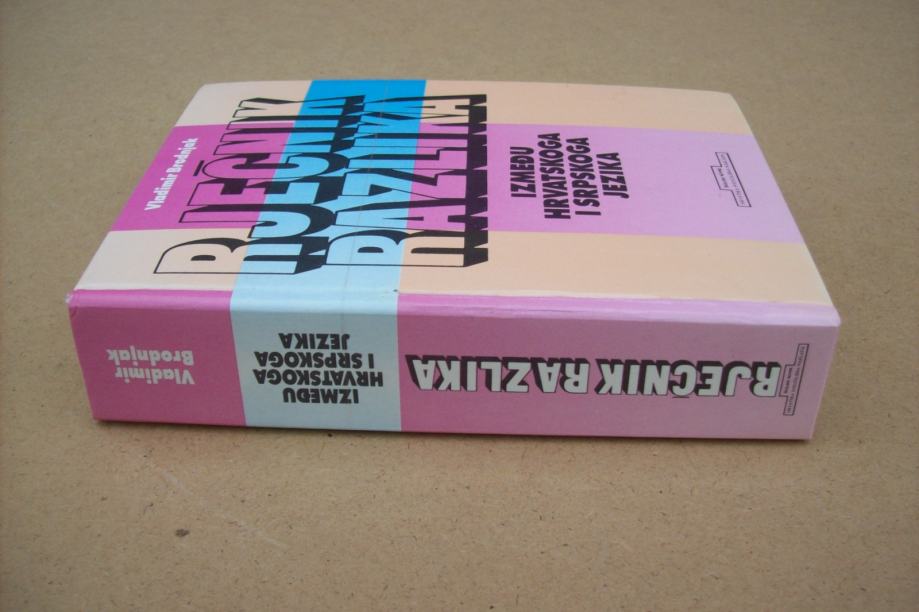 Vladimir Brodnjak
RJEČNIK
RAZLIKA
IZMEĐU
HRVATSKOGA
I SRPSKOGA
JEZIKA
RJEČNIK RAZLIKA
IZMEĐU
HRVATSKOGA
I SRPSKOGA
JEZIKA
Vladimir
Brodnjak